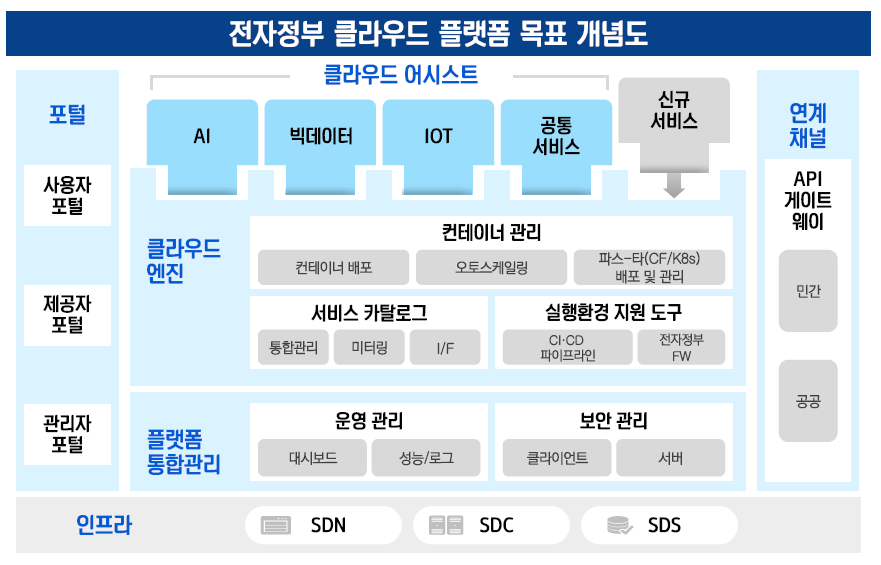 전자정부 클라우드 플랫폼 목표 개념도
포털
사용자
포털
제공자
포털
관리자
포털
클라우드 어시스트
AI
빅데이터
IOT
공통
서비스
신규
서비스
클라우드
엔진
컨테이너 관리
컨테이너 배포
오토스케일링
파스-타(CF/K8s)
배포 및 관리
서비스 카탈로그
통합관리
미터링
I/F
실행환경 지원 도구
CI·CD
파이프라인
전자정부
FW
플랫폼
통합관리
운영 관리
대시보드
성능/로그
보안 관리
클라이언트
서버
연계
채널
API
게이트
웨이
민간
공공
인프라
SDN
SDC
SDS